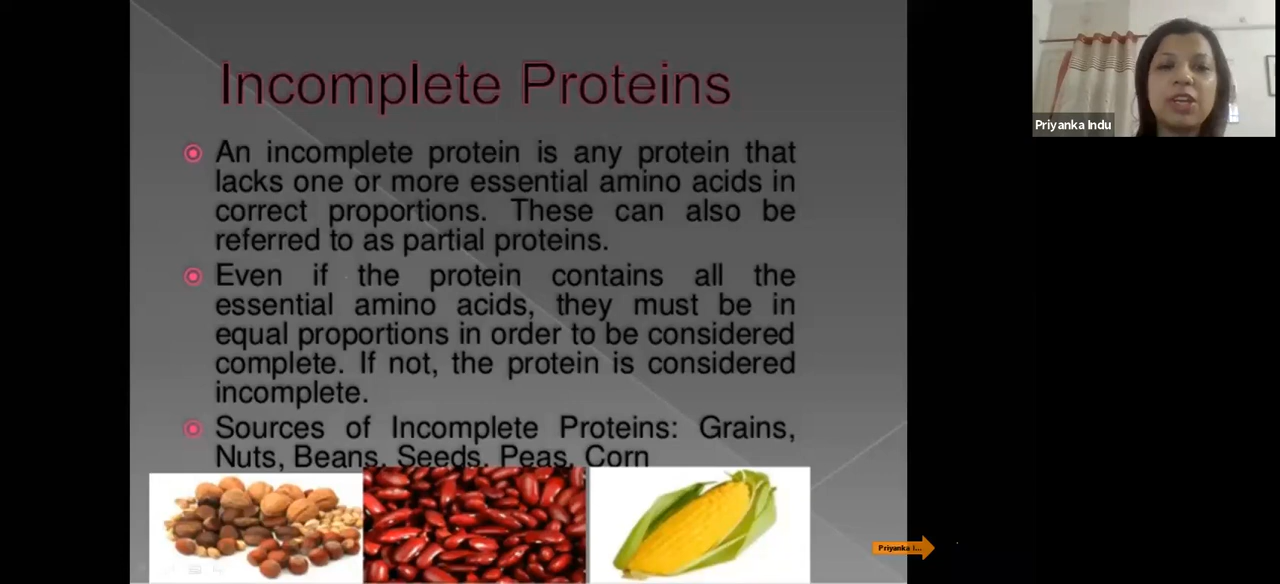 Incomplete Proteins
An incomplete protein is any protein that
lacks one or more essential amino acids in
correct proportions. These can also be
referred to as partial proteins.
Even if the protein contains all the
essential amino acids, they must be in
equal proportions in order to be considered
complete. If not, the protein is considered
incomplete.
Sources of Incomplete Proteins: Grains,
Nuts, Beans, Seeds, Peas, Corn
Priyanka Indu
Priyanka I...